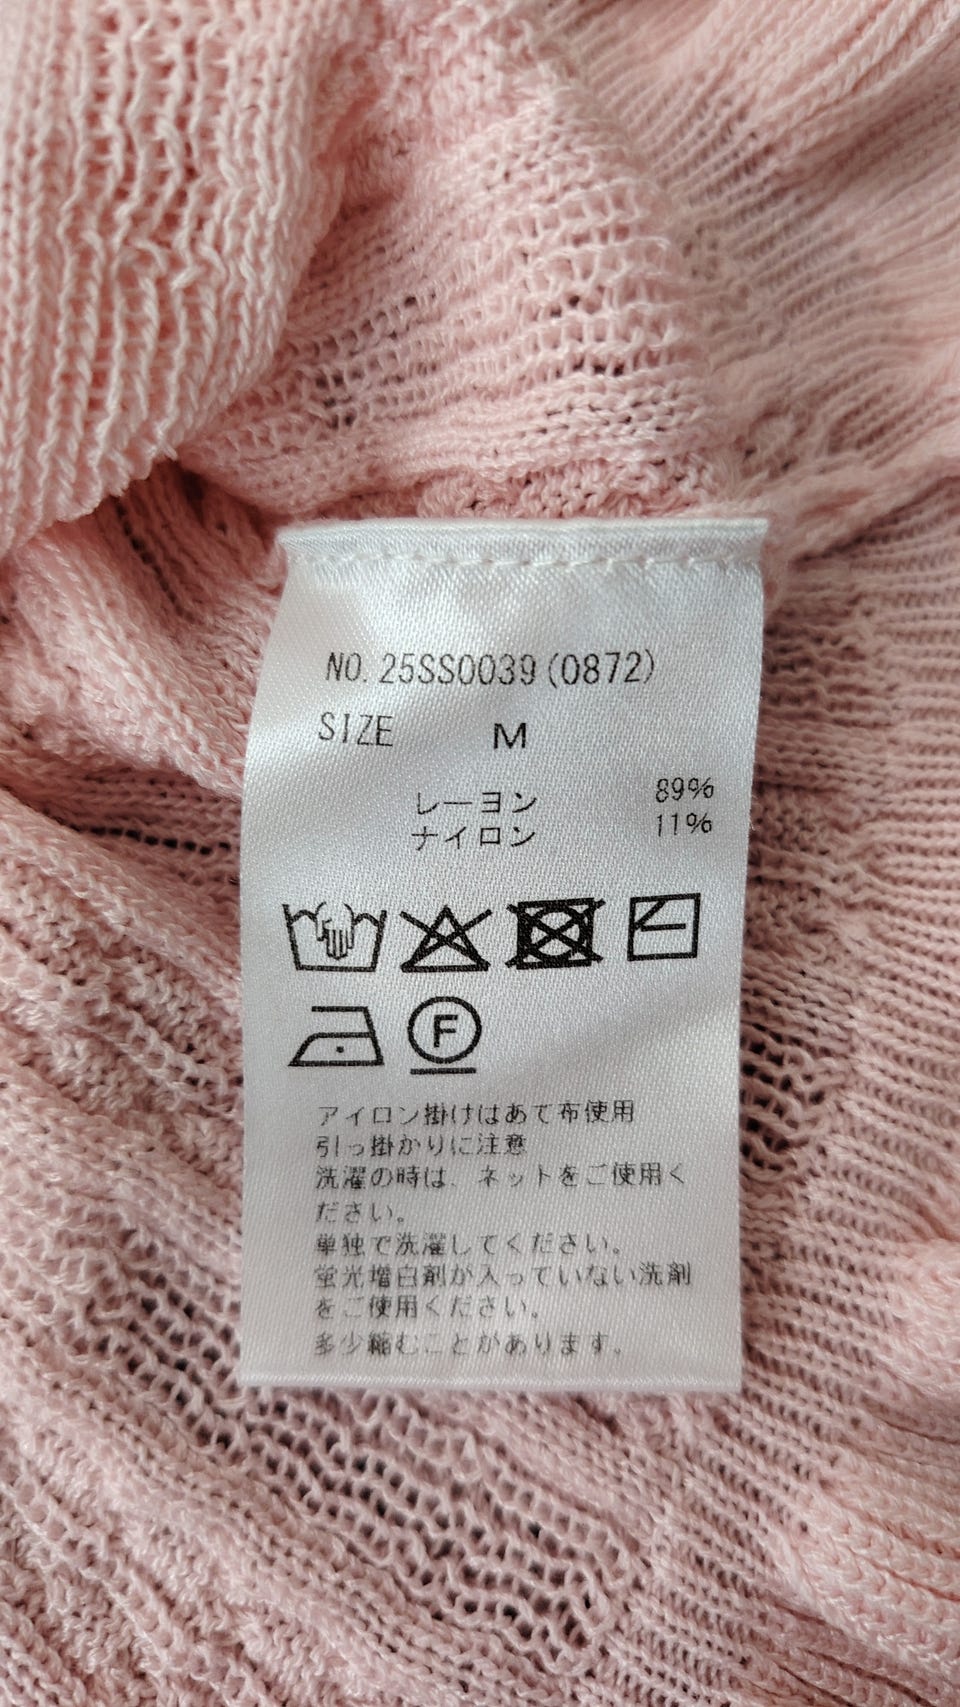 NO.25SS0039(0872)
SIZE M
レーヨン 89%
ナイロン 11%
F
アイロン掛けはあて布使用
引っ掛かりに注意
洗濯の時は、ネットをご使用く
ださい。
単独で洗濯してください。
蛍光増白剤が入っていない洗剤
をご使用ください。
多少縮むことがあります。